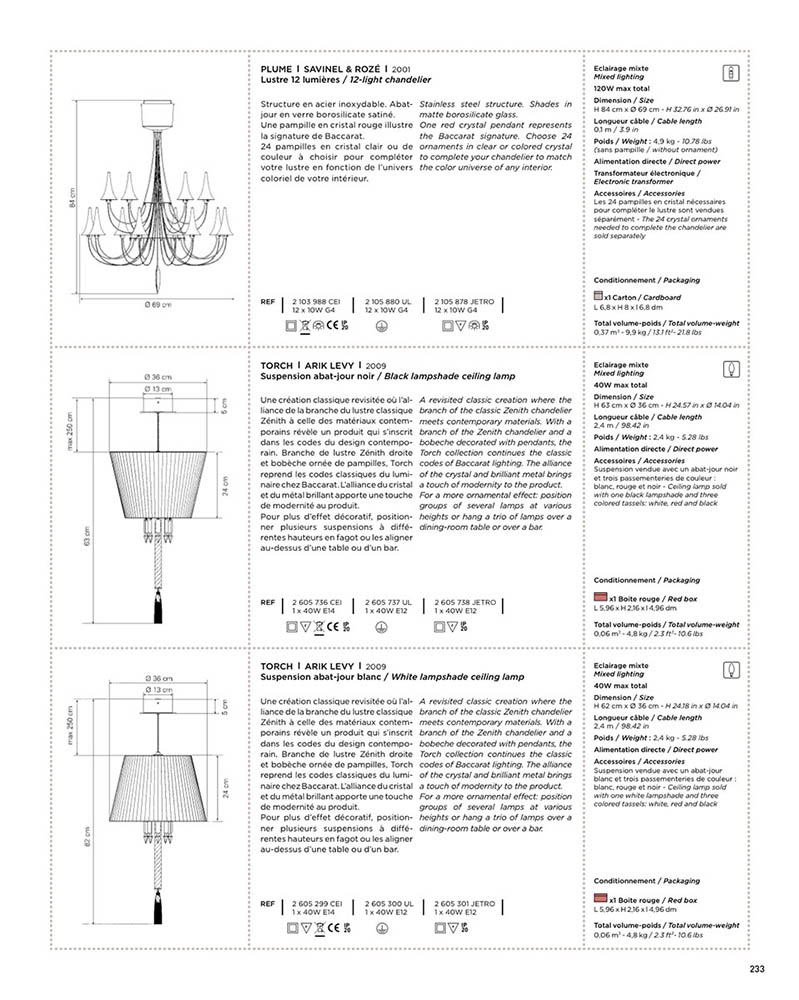 84 cm
Ø 69 cm
PLUME I SAVINEL & ROZÉ I 2001
Lustre 12 lumières / 12-light chandelier
Structure en acier inoxydable. Abat-
jour en verre borosilicate satiné.
Une pampille en cristal rouge illustre
la signature de Baccarat.
24 pampilles en cristal clair ou de
couleur à choisir pour compléter
votre lustre en fonction de l'univers
coloriel de votre intérieur.
Stainless steel structure. Shades in
matte borosilicate glass.
One red crystal pendant represents
the Baccarat signature. Choose 24
ornaments in clear or colored crystal
to complete your chandelier to match
the color universe of any interior.
REF
2 103 988 CEI
12 x 10W G4
2 105 880 UL
12 x 10W G4
2 105 878 JETRO
12 x 10W G4
CE IP 20
IP 20
Eclairage mixte
Mixed lighting
120W max total
Dimension / Size
H 84 cm x Ø 69 cm - H 32.76 in x Ø 26.91 in
Longueur câble / Cable length
0.1 m / 3.9 in
Poids / Weight : 4,9 kg - 10.78 lbs
(sans pampille / without ornament)
Alimentation directe / Direct power
Transformateur électronique /
Electronic transformer
Accessoires / Accessories
Les 24 pampilles en cristal nécessaires
pour compléter le lustre sont vendues
séparément - The 24 crystal ornaments
needed to complete the chandelier are
sold separately
Conditionnement / Packaging
x1 Carton / Cardboard
L 6,8 x H 8 x l 6,8 dm
Total volume-poids / Total volume-weight
0,37 m³ - 9,9 kg / 13.1 ft³- 21.8 lbs
Ø 36 cm
Ø 13 cm
max 250 cm
5 cm
24 cm
63 cm
TORCH I ARIK LEVY I 2009
Suspension abat-jour noir / Black lampshade ceiling lamp
Une création classique revisitée où l'al-
liance de la branche du lustre classique
Zénith à celle des matériaux contem-
porains révèle un produit qui s'inscrit
dans les codes du design contempo-
rain. Branche de lustre Zénith droite
et bobèche ornée de pampilles, Torch
reprend les codes classiques du lumi-
naire chez Baccarat. L'alliance du cristal
et du métal brillant apporte une touche
de modernité au produit.
Pour plus d'effet décoratif, position-
ner plusieurs suspensions à diffé-
rentes hauteurs en fagot ou les aligner
au-dessus d'une table ou d'un bar.
A revisited classic creation where the
branch of the classic Zenith chandelier
meets contemporary materials. With a
branch of the Zenith chandelier and a
bobeche decorated with pendants, the
Torch collection continues the classic
codes of Baccarat lighting. The alliance
of the crystal and brilliant metal brings
a touch of modernity to the product.
For a more ornamental effect: position
groups of several lamps at various
heights or hang a trio of lamps over a
dining-room table or over a bar.
REF
2 605 736 CEI
1 x 40W E14
2 605 737 UL
1 x 40W E12
2 605 738 JETRO
1 x 40W E12
CE IP 20
IP 20
Eclairage mixte
Mixed lighting
40W max total
Dimension / Size
H 63 cm x Ø 36 cm - H 24.57 in x Ø 14.04 in
Longueur câble / Cable length
2,4 m / 98.42 in
Poids / Weight : 2,4 kg - 5.28 lbs
Alimentation directe / Direct power
Accessoires / Accessories
Suspension vendue avec un abat-jour noir
et trois passementeries de couleur :
blanc, rouge et noir - Ceiling lamp sold
with one black lampshade and three
colored tassels: white, red and black
Conditionnement / Packaging
x1 Boîte rouge / Red box
L 5,96 x H 2,16 x l 4,96 dm
Total volume-poids / Total volume-weight
0,06 m³ - 4,8 kg / 2.3 ft³- 10.6 lbs
Ø 36 cm
Ø 13 cm
max 250 cm
5 cm
24 cm
62 cm
TORCH I ARIK LEVY I 2009
Suspension abat-jour blanc / White lampshade ceiling lamp
Une création classique revisitée où l'al-
liance de la branche du lustre classique
Zénith à celle des matériaux contem-
porains révèle un produit qui s'inscrit
dans les codes du design contempo-
rain. Branche de lustre Zénith droite
et bobèche ornée de pampilles, Torch
reprend les codes classiques du lumi-
naire chez Baccarat. L'alliance du cristal
et du métal brillant apporte une touche
de modernité au produit.
Pour plus d'effet décoratif, position-
ner plusieurs suspensions à diffé-
rentes hauteurs en fagot ou les aligner
au-dessus d'une table ou d'un bar.
A revisited classic creation where the
branch of the classic Zenith chandelier
meets contemporary materials. With a
branch of the Zenith chandelier and a
bobeche decorated with pendants, the
Torch collection continues the classic
codes of Baccarat lighting. The alliance
of the crystal and brilliant metal brings
a touch of modernity to the product.
For a more ornamental effect: position
groups of several lamps at various
heights or hang a trio of lamps over a
dining-room table or over a bar.
REF
2 605 299 CEI
1 x 40W E14
2 605 300 UL
1 x 40W E12
2 605 301 JETRO
1 x 40W E12
CE IP 20
IP 20
Eclairage mixte
Mixed lighting
40W max total
Dimension / Size
H 62 cm x Ø 36 cm - H 24.18 in x Ø 14.04 in
Longueur câble / Cable length
2,4 m / 98.42 in
Poids / Weight : 2,4 kg - 5.28 lbs
Alimentation directe / Direct power
Accessoires / Accessories
Suspension vendue avec un abat-jour
blanc et trois passementeries de couleur :
blanc, rouge et noir - Ceiling lamp sold
with one white lampshade and three
colored tassels: white, red and black
Conditionnement / Packaging
x1 Boîte rouge / Red box
L 5,96 x H 2,16 x l 4,96 dm
Total volume-poids / Total volume-weight
0,06 m³ - 4,8 kg / 2.3 ft³- 10.6 lbs
233